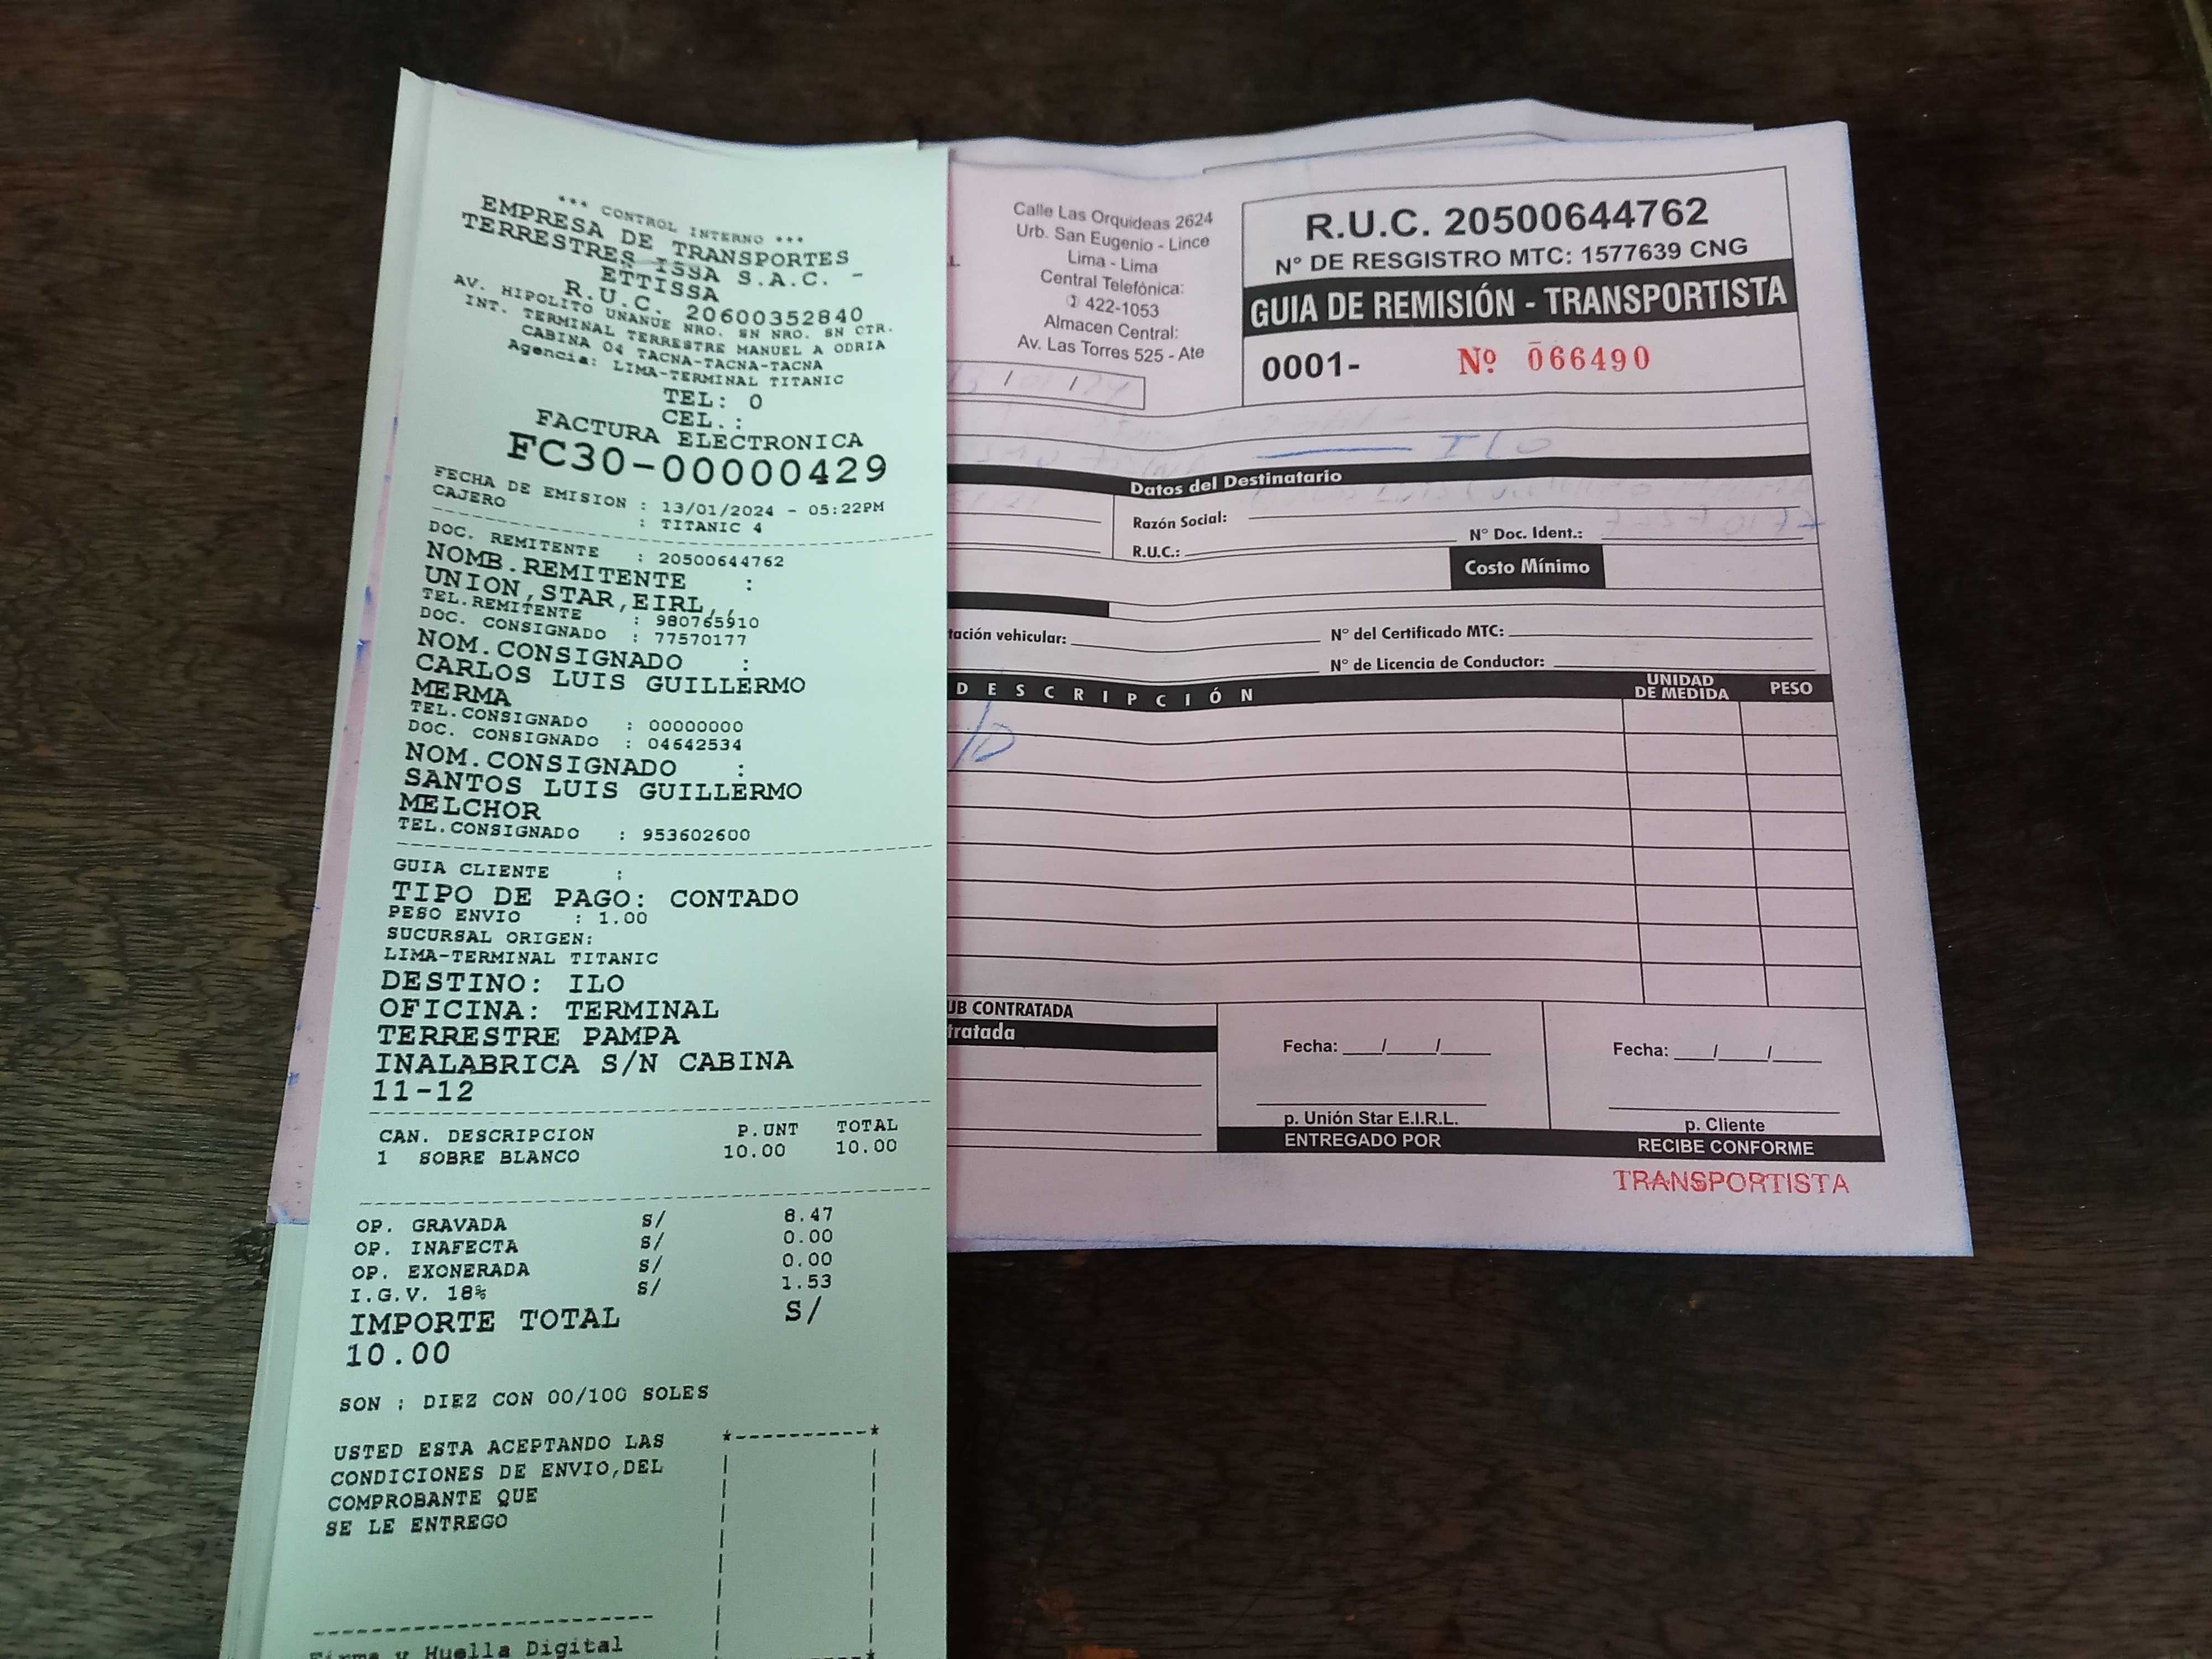 *** CONTROL INTERNO ***
EMPRESA DE TRANSPORTES
TERRESTRES ISSA S.A.C. -
ETTISSA
R.U.C. 20600352840
AV. HIPOLITO UNANUE NRO. SN NRO. SN CTR.
INT. TERMINAL TERRESTRE MANUEL A ODRIA
CABINA 04 TACNA-TACNA-TACNA
Agencia: LIMA-TERMINAL TITANIC
TEL: 0
CEL.:
FACTURA ELECTRONICA
FC30-00000429
FECHA DE EMISION : 13/01/2024 - 05:22PM
CAJERO : TITANIC 4
DOC. REMITENTE : 20500644762
NOMB.REMITENTE :
UNION,STAR,EIRL,,
TEL.REMITENTE : 980765910
DOC. CONSIGNADO : 77570177
NOM.CONSIGNADO :
CARLOS LUIS GUILLERMO
MERMA
TEL.CONSIGNADO : 00000000
DOC. CONSIGNADO : 04642534
NOM.CONSIGNADO :
SANTOS LUIS GUILLERMO
MELCHOR
TEL.CONSIGNADO : 953602600
GUIA CLIENTE :
TIPO DE PAGO: CONTADO
PESO ENVIO : 1.00
SUCURSAL ORIGEN:
LIMA-TERMINAL TITANIC
DESTINO: ILO
OFICINA: TERMINAL
TERRESTRE PAMPA
INALABRICA S/N CABINA
11-12
CAN. DESCRIPCION P.UNT TOTAL
1 SOBRE BLANCO 10.00 10.00
OP. GRAVADA S/ 8.47
OP. INAFECTA S/ 0.00
OP. EXONERADA S/ 0.00
I.G.V. 18% S/ 1.53
IMPORTE TOTAL S/
10.00
SON : DIEZ CON 00/100 SOLES
USTED ESTA ACEPTANDO LAS
CONDICIONES DE ENVIO,DEL
COMPROBANTE QUE
SE LE ENTREGO
Firma y Huella Digital
Calle Las Orquideas 2624
Urb. San Eugenio - Lince
Lima - Lima
Central Telefónica:
422-1053
Almacen Central:
Av. Las Torres 525 - Ate
R.U.C. 20500644762
N° DE RESGISTRO MTC: 1577639 CNG
GUIA DE REMISIÓN - TRANSPORTISTA
0001- Nº 066490
ILO
Datos del Destinatario
Razón Social:
R.U.C.: N° Doc. Ident.:
Costo Mínimo
tación vehicular: N° del Certificado MTC:
N° de Licencia de Conductor:
DESCRIPCIÓN UNIDAD DE MEDIDA PESO
UB CONTRATADA
tratada
Fecha: / /
p. Unión Star E.I.R.L.
ENTREGADO POR
Fecha: / /
p. Cliente
RECIBE CONFORME
TRANSPORTISTA